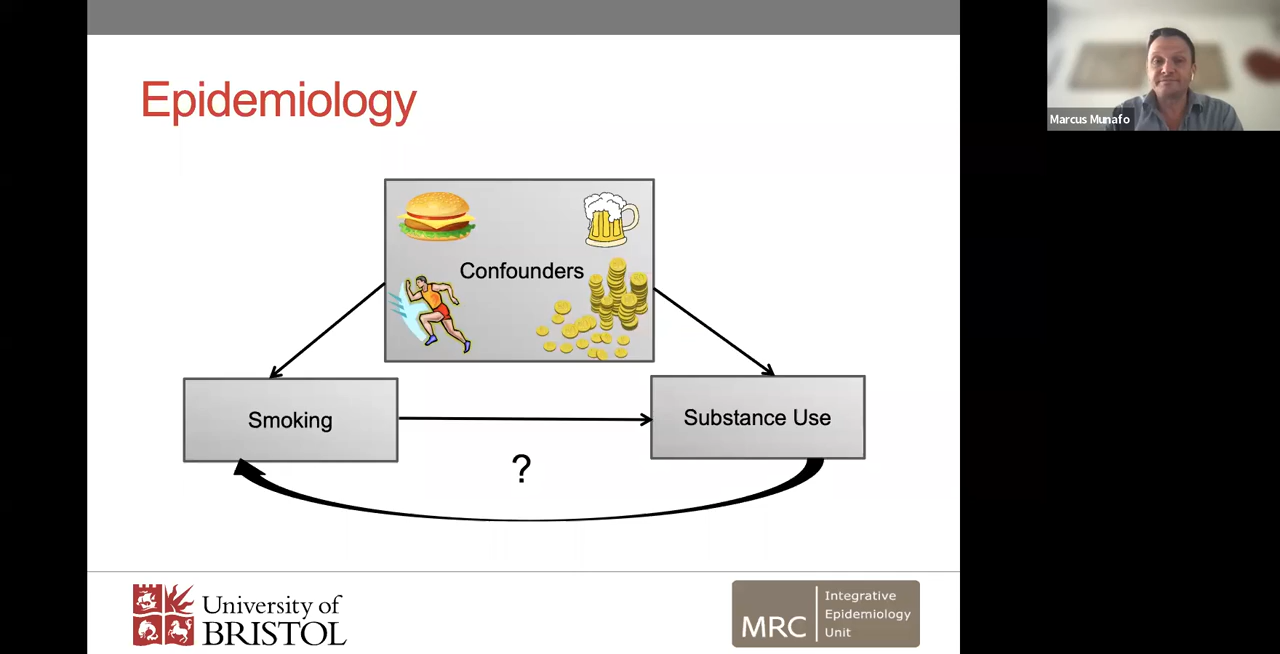 Epidemiology
Marcus Munafo
Confounders
Smoking
Substance Use
?
University of
BRISTOL
MRC
Integrative
Epidemiology
Unit